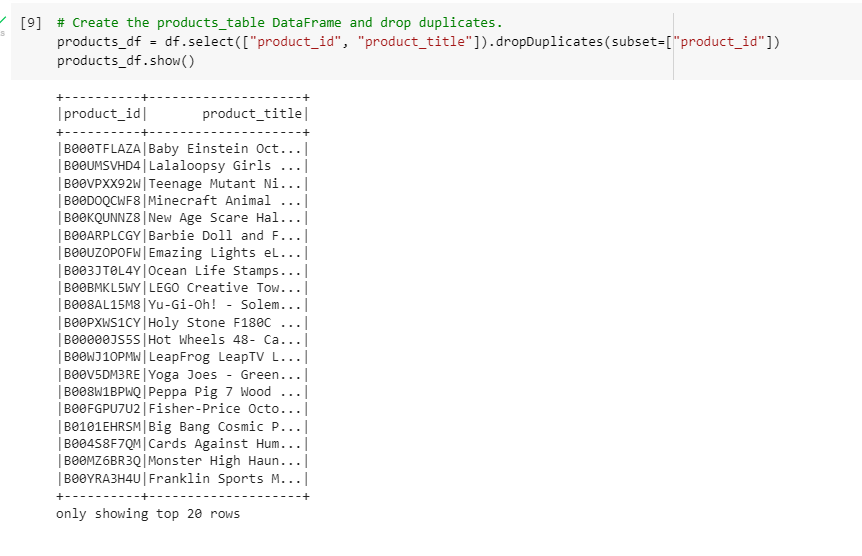 [9] # Create the products_table DataFrame and drop duplicates.
products_df = df.select(["product_id", "product_title"]).dropDuplicates(subset=["product_id"])
products_df.show()
+----------+--------------------+
|product_id|       product_title|
+----------+--------------------+
|B000TFLAZA|Baby Einstein Oct...|
|B00UMSVHD4|Lalaloopsy Girls ...|
|B00VPXX92W|Teenage Mutant Ni...|
|B00DOQCWF8|Minecraft Animal ...|
|B00KQUNNZ8|New Age Scare Hal...|
|B00ARPLCGY|Barbie Doll and F...|
|B00UZOPOFW|Emazing Lights eL...|
|B003JT0L4Y|Ocean Life Stamps...|
|B00BMKL5WY|LEGO Creative Tow...|
|B008AL15M8|Yu-Gi-Oh! - Solem...|
|B00PXWS1CY|Holy Stone F180C ...|
|B00000JS5S|Hot Wheels 48- Ca...|
|B00WJ1OPMW|LeapFrog LeapTV L...|
|B00V5DM3RE|Yoga Joes - Green...|
|B008W1BPWQ|Peppa Pig 7 Wood ...|
|B00FGPU7U2|Fisher-Price Octo...|
|B0101EHRSM|Big Bang Cosmic P...|
|B004S8F7QM|Cards Against Hum...|
|B00MZ6BR3Q|Monster High Haun...|
|B00YRA3H4U|Franklin Sports M...|
+----------+--------------------+
only showing top 20 rows